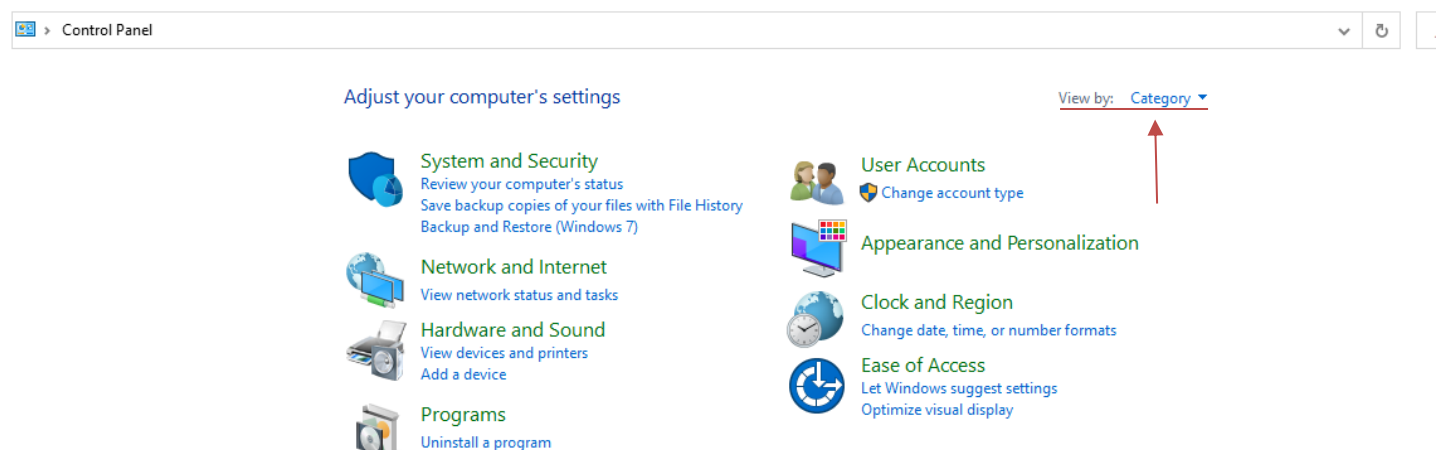 Control Panel
Adjust your computer's settings
View by: Category
System and Security
Review your computer's status
Save backup copies of your files with File History
Backup and Restore (Windows 7)
Network and Internet
View network status and tasks
Hardware and Sound
View devices and printers
Add a device
Programs
Uninstall a program
User Accounts
Change account type
Appearance and Personalization
Clock and Region
Change date, time, or number formats
Ease of Access
Let Windows suggest settings
Optimize visual display